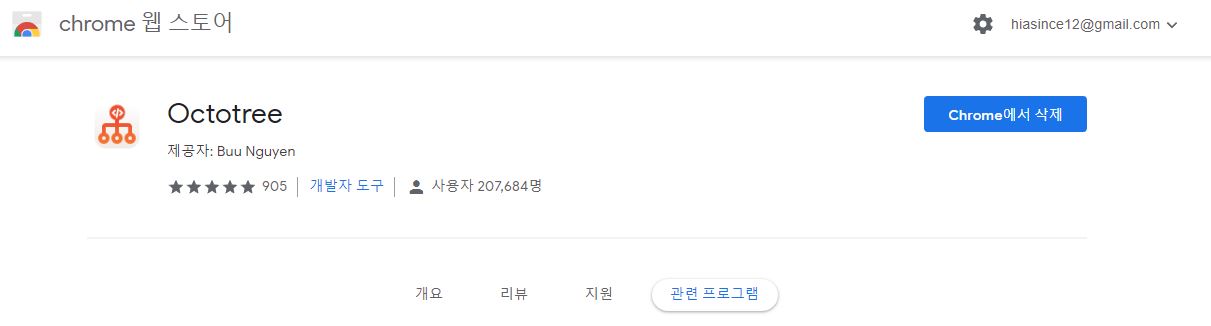 chrome 웹 스토어
hiasince12@gmail.com
Octotree
Chrome에서 삭제
제공자: Buu Nguyen
905 개발자 도구 사용자 207,684명
개요 리뷰 지원 관련 프로그램